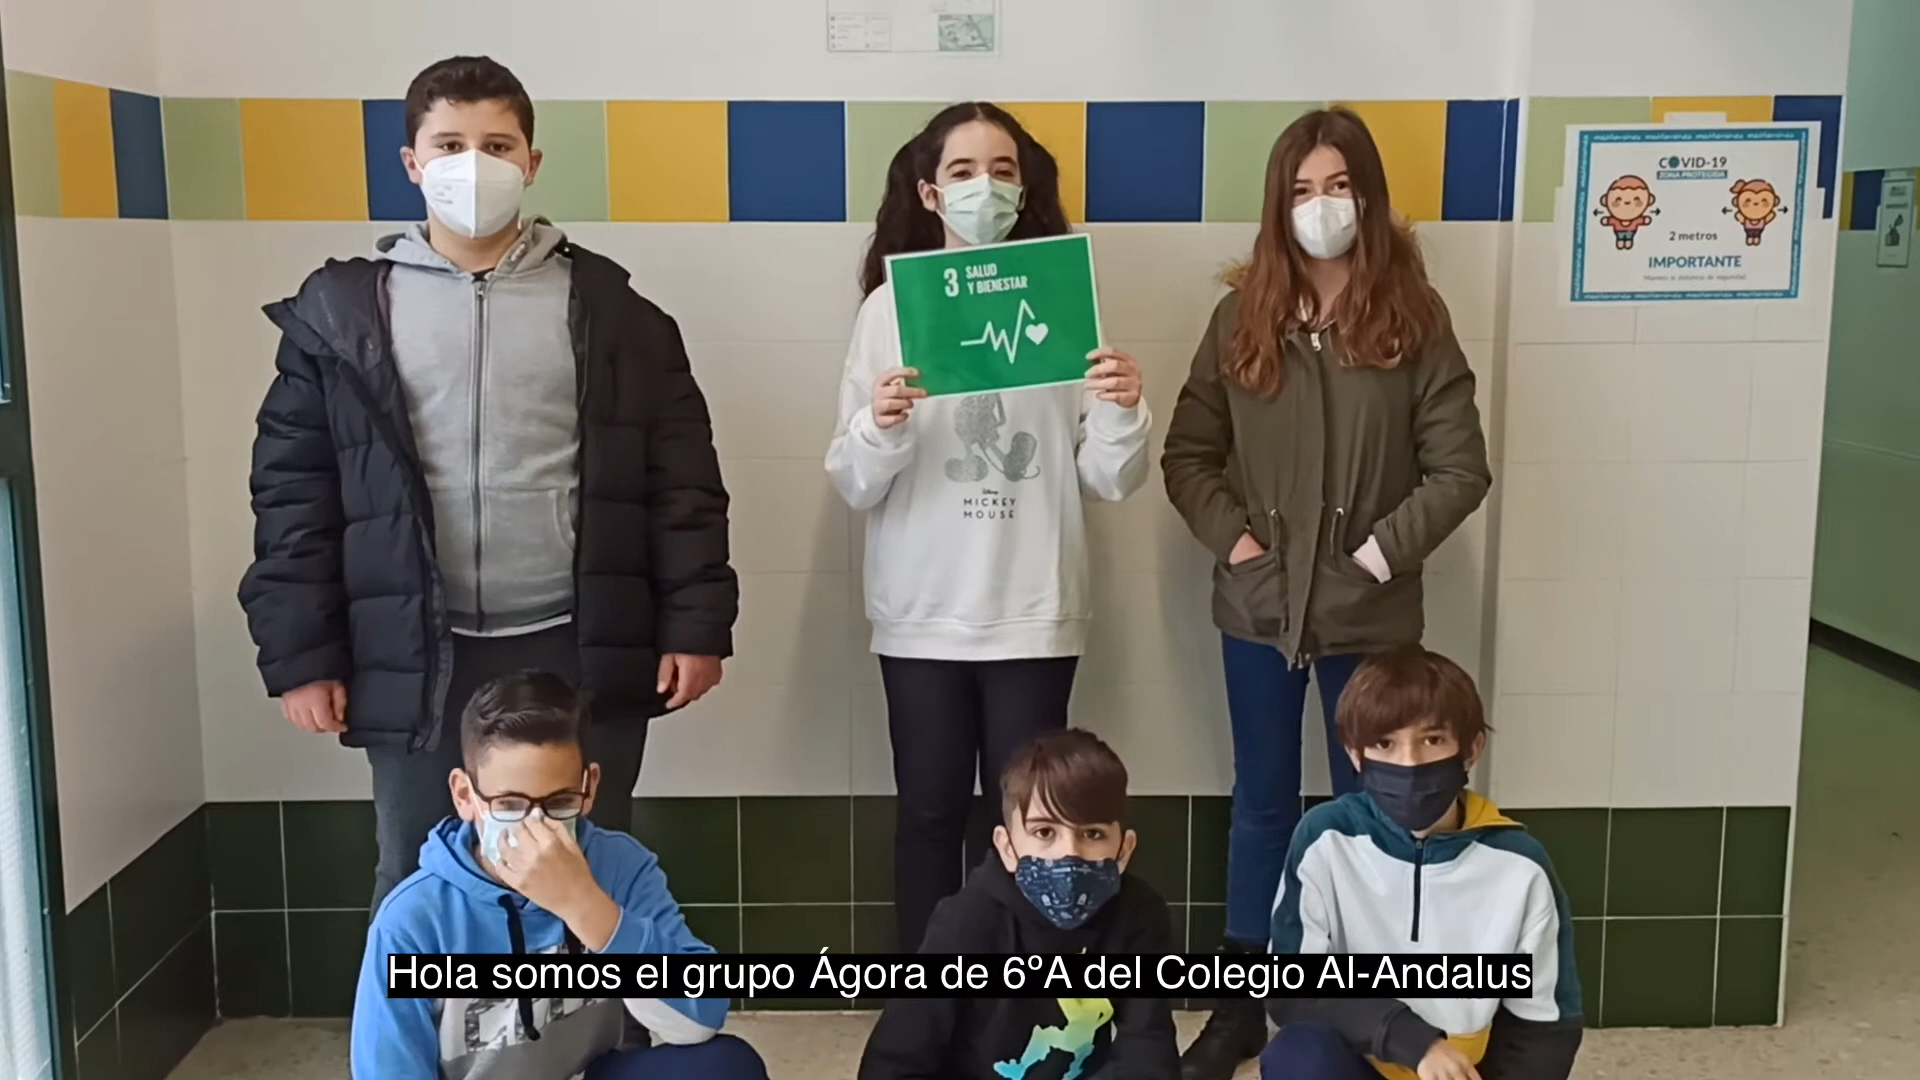 COVID-19
ZONA PROTEGIDA
2 metros
IMPORTANTE
3 SALUD
Y BIENESTAR
Disney
MICKEY
MOUSE
Hola somos el grupo Ágora de 6ºA del Colegio Al-Andalus